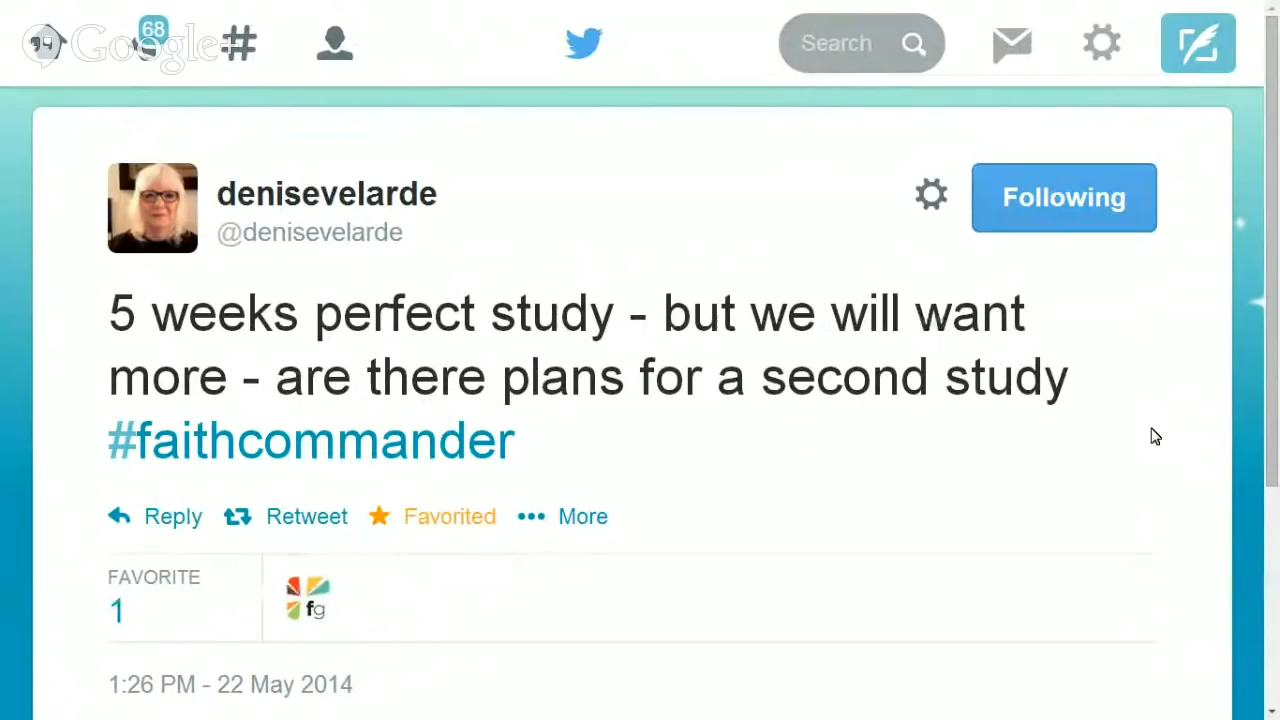 68
Google+
#
Search
denisevelarde
@denisevelarde
Following
5 weeks perfect study - but we will want
more - are there plans for a second study
#faithcommander
Reply Retweet Favorited More
FAVORITE
1
fg
1:26 PM - 22 May 2014